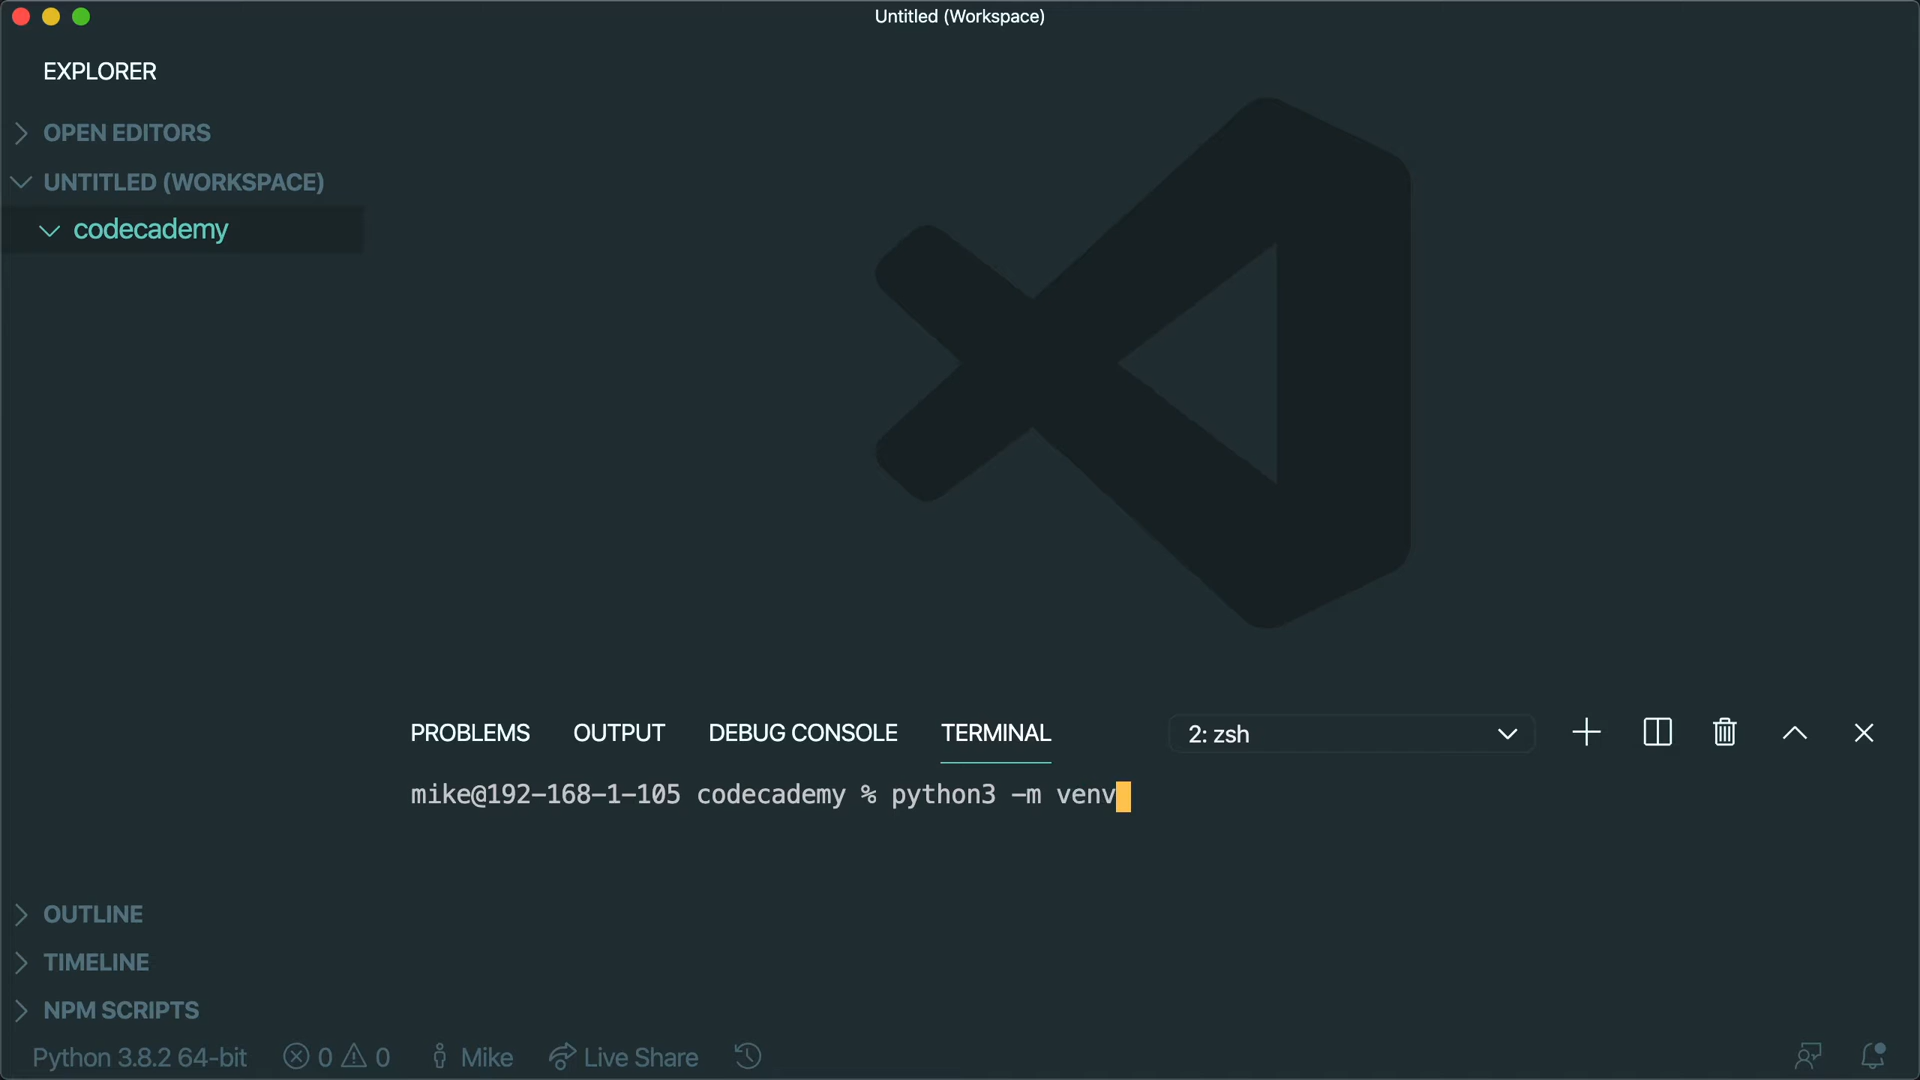 Untitled (Workspace)
EXPLORER
OPEN EDITORS
UNTITLED (WORKSPACE)
codecademy
PROBLEMS OUTPUT DEBUG CONSOLE TERMINAL 2: zsh
mike@192-168-1-105 codecademy % python3 -m venv
OUTLINE
TIMELINE
NPM SCRIPTS
Python 3.8.2 64-bit 0 0 Mike Live Share